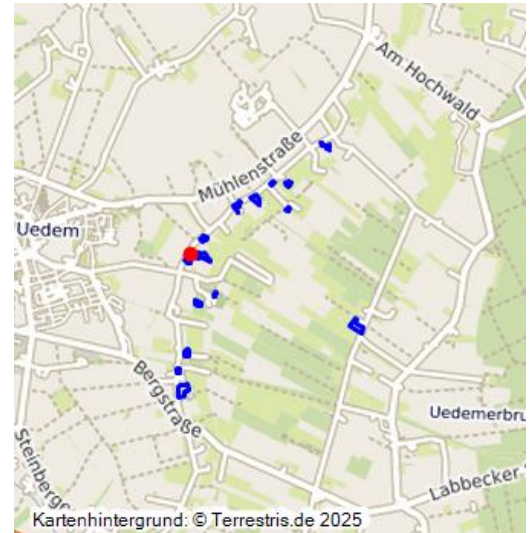 Am Hochwald
Mühlenstraße
Uedem
Bergstraße
Uedemerbru
Steinberge
Labbecker
Kartenhintergrund: © Terrestris.de 2025